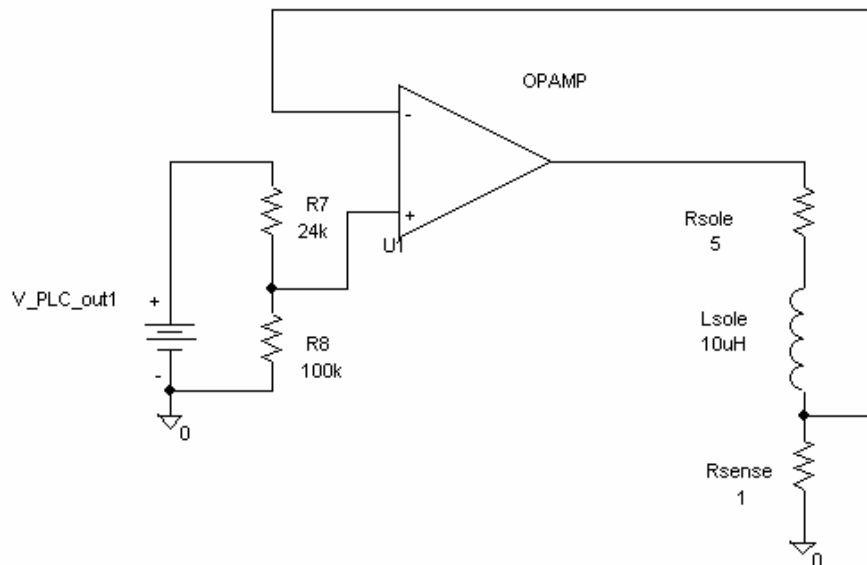 OPAMP
-
R7
24k
+
U1
Rsole
5
V_PLC_out1
+
Lsole
10uH
R8
100k
-
0
Rsense
1
0